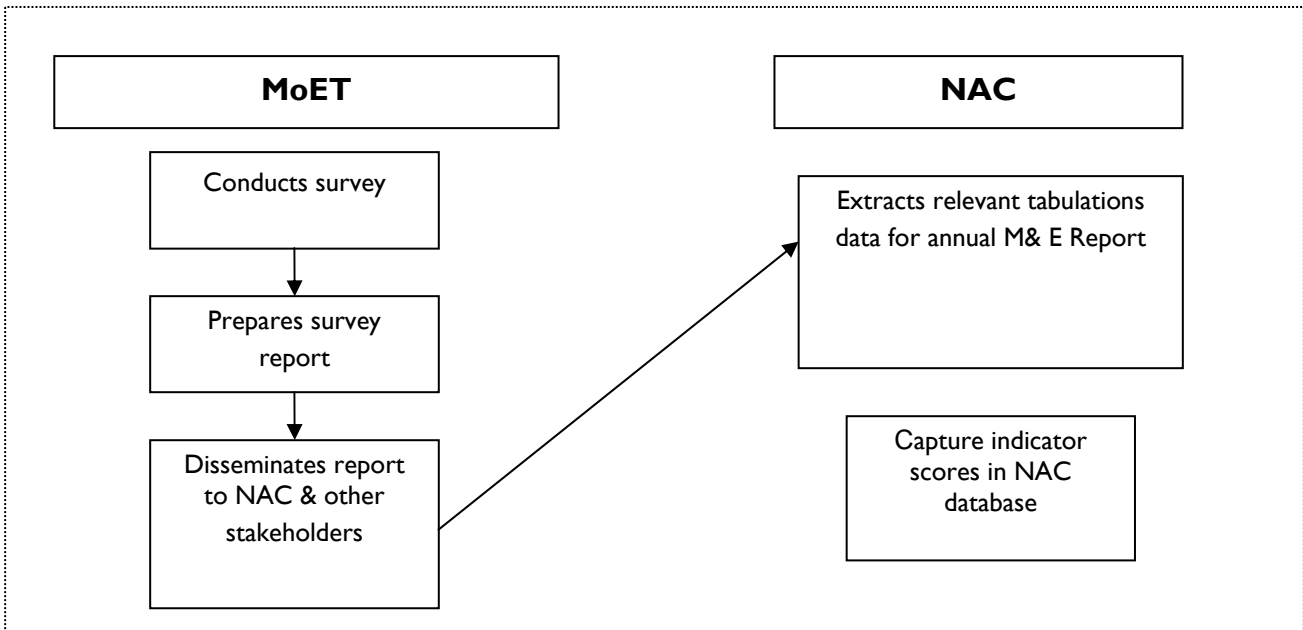 MoET
Conducts survey
Prepares survey
report
Disseminates report
to NAC & other
stakeholders
NAC
Extracts relevant tabulations
data for annual M& E Report
Capture indicator
scores in NAC
database